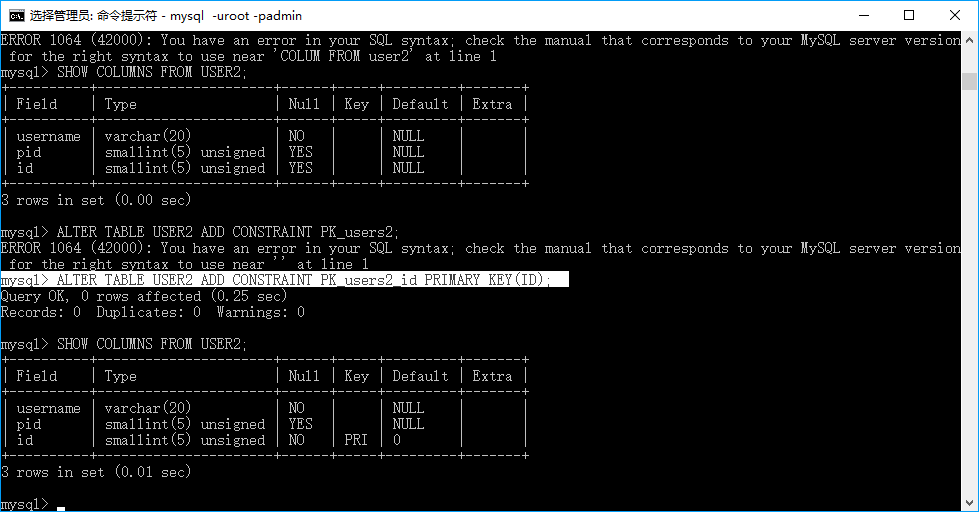 选择管理员: 命令提示符 - mysql  -uroot -padmin
ERROR 1064 (42000): You have an error in your SQL syntax; check the manual that corresponds to your MySQL server version
 for the right syntax to use near 'COLUM FROM user2' at line 1
mysql> SHOW COLUMNS FROM USER2;
+----------+----------------------+------+-----+---------+-------+
| Field    | Type                 | Null | Key | Default | Extra |
+----------+----------------------+------+-----+---------+-------+
| username | varchar(20)          | NO   |     | NULL    |       |
| pid      | smallint(5) unsigned | YES  |     | NULL    |       |
| id       | smallint(5) unsigned | YES  |     | NULL    |       |
+----------+----------------------+------+-----+---------+-------+
3 rows in set (0.00 sec)
mysql> ALTER TABLE USER2 ADD CONSTRAINT PK_users2;
ERROR 1064 (42000): You have an error in your SQL syntax; check the manual that corresponds to your MySQL server version
 for the right syntax to use near '' at line 1
mysql> ALTER TABLE USER2 ADD CONSTRAINT PK_users2_id PRIMARY KEY(ID);
Query OK, 0 rows affected (0.25 sec)
Records: 0  Duplicates: 0  Warnings: 0
mysql> SHOW COLUMNS FROM USER2;
+----------+----------------------+------+-----+---------+-------+
| Field    | Type                 | Null | Key | Default | Extra |
+----------+----------------------+------+-----+---------+-------+
| username | varchar(20)          | NO   |     | NULL    |       |
| pid      | smallint(5) unsigned | YES  |     | NULL    |       |
| id       | smallint(5) unsigned | NO   | PRI | 0       |       |
+----------+----------------------+------+-----+---------+-------+
3 rows in set (0.01 sec)
mysql> _